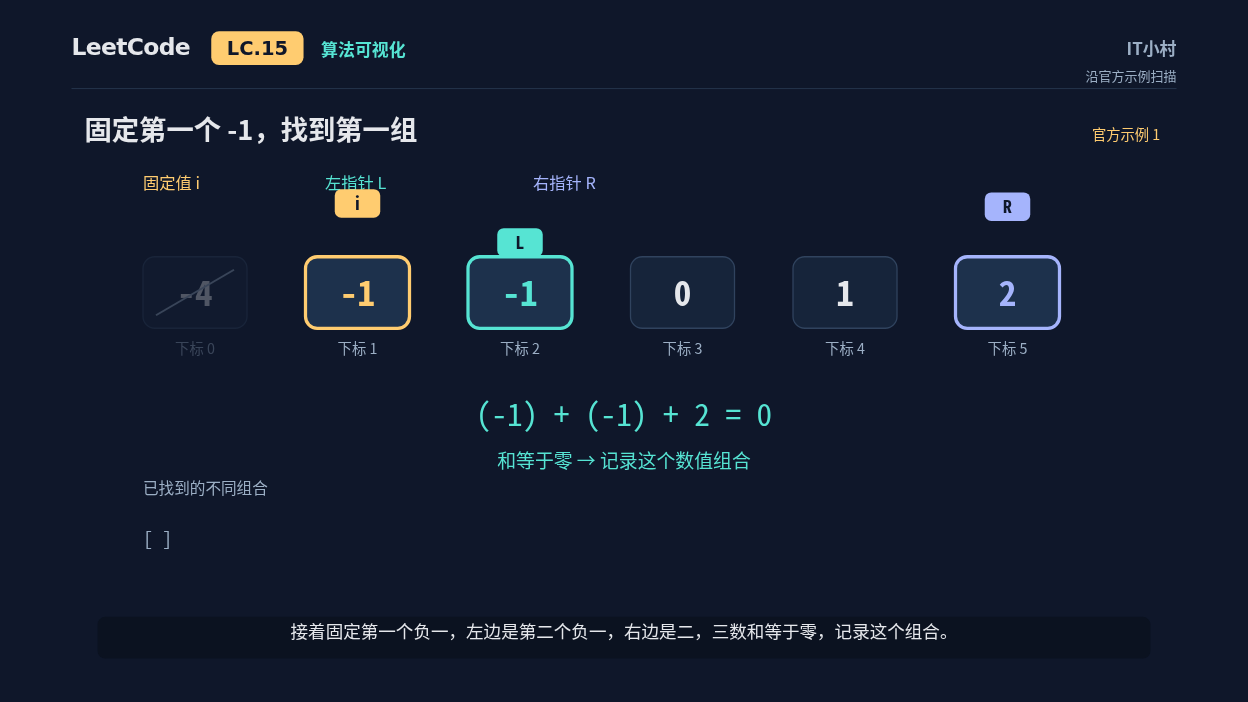 LeetCode LC.15 算法可视化 IT小村
沿官方示例扫描
固定第一个 -1，找到第一组
官方示例 1
固定值 i 左指针 L 右指针 R
i R
L
-4 -1 -1 0 1 2
下标 0 下标 1 下标 2 下标 3 下标 4 下标 5
(-1) + (-1) + 2 = 0
和等于零 → 记录这个数值组合
已找到的不同组合
[ ]
接着固定第一个负一，左边是第二个负一，右边是二，三数和等于零，记录这个组合。